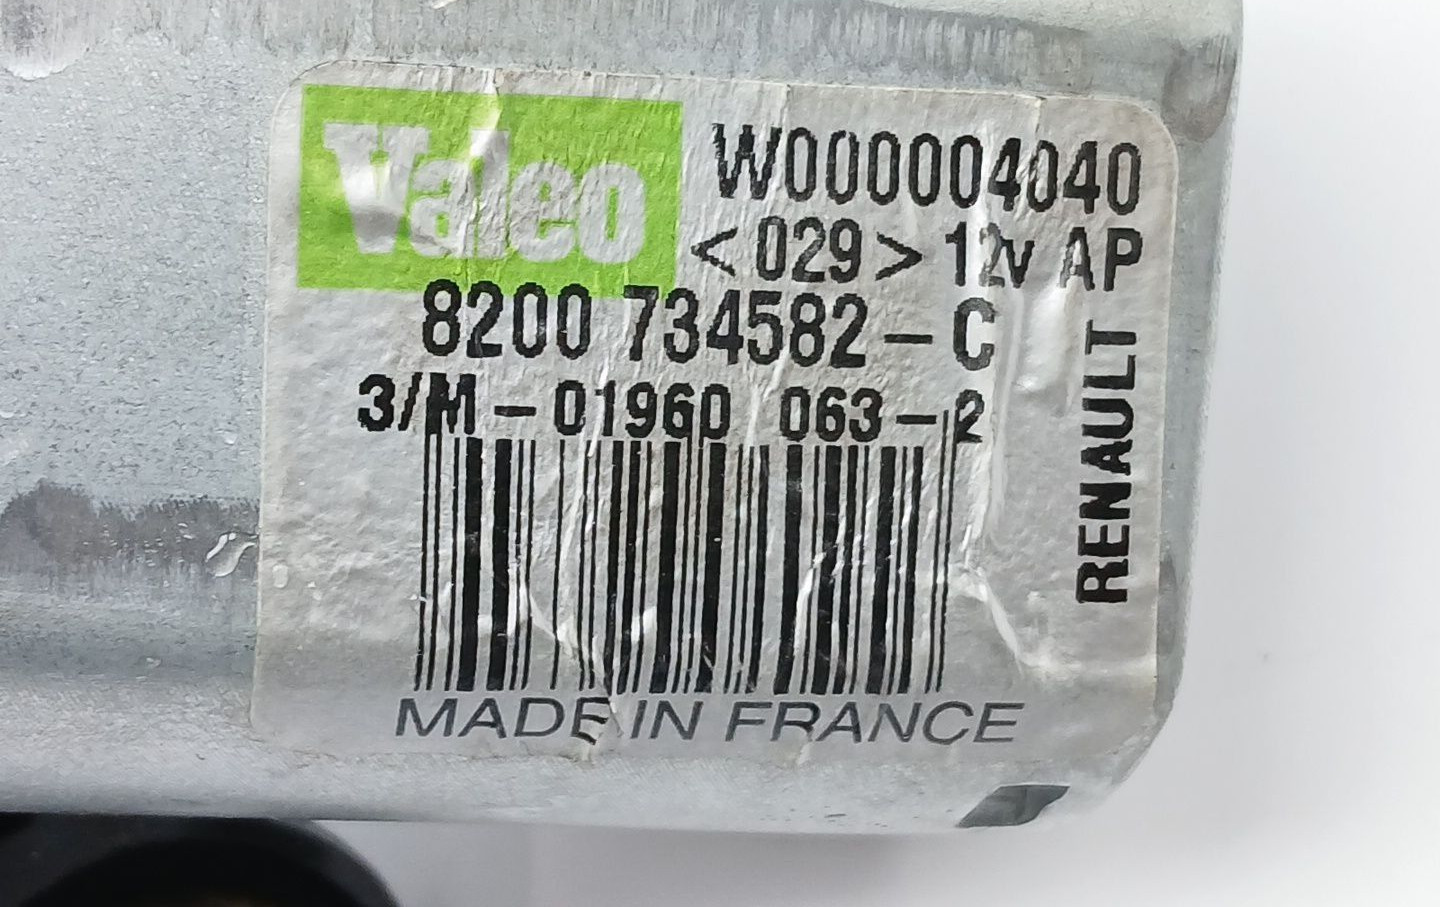 Valeo
W000004040
<029> 12v AP
8200 734582-C
3/M-01960 063-2
RENAULT
MADE IN FRANCE